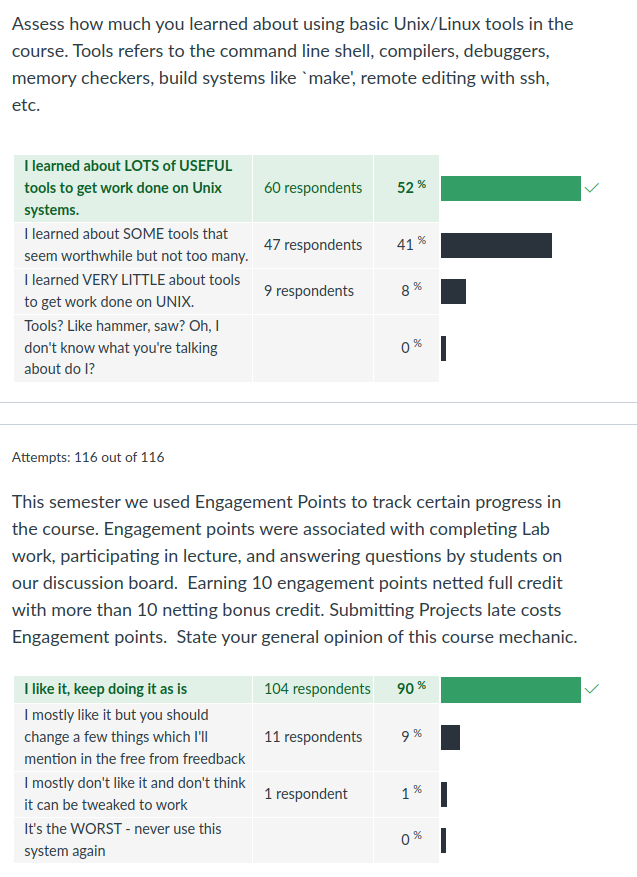 Assess how much you learned about using basic Unix/Linux tools in the
course. Tools refers to the command line shell, compilers, debuggers,
memory checkers, build systems like `make', remote editing with ssh,
etc.
I learned about LOTS of USEFUL
tools to get work done on Unix
systems.
60 respondents
52 %
I learned about SOME tools that
seem worthwhile but not too many.
47 respondents
41 %
I learned VERY LITTLE about tools
to get work done on UNIX.
9 respondents
8 %
Tools? Like hammer, saw? Oh, I
don't know what you're talking
about do I?
0 %
Attempts: 116 out of 116
This semester we used Engagement Points to track certain progress in
the course. Engagement points were associated with completing Lab
work, participating in lecture, and answering questions by students on
our discussion board.  Earning 10 engagement points netted full credit
with more than 10 netting bonus credit. Submitting Projects late costs
Engagement points.  State your general opinion of this course mechanic.
I like it, keep doing it as is
104 respondents
90 %
I mostly like it but you should
change a few things which I'll
mention in the free from freedback
11 respondents
9 %
I mostly don't like it and don't think
it can be tweaked to work
1 respondent
1 %
It's the WORST - never use this
system again
0 %